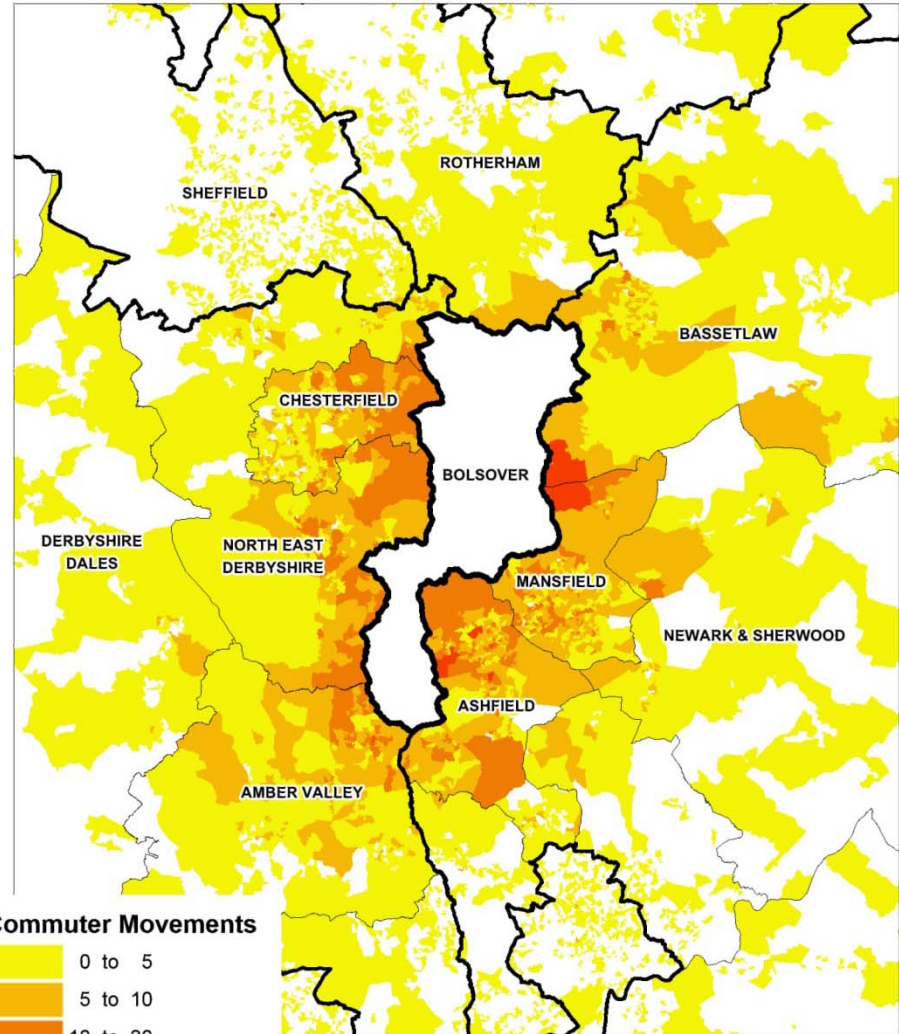 ROTHERHAM
SHEFFIELD
BASSETLAW
CHESTERFIELD
BOLSOVER
DERBYSHIRE
DALES
NORTH EAST
DERBYSHIRE
MANSFIELD
NEWARK & SHERWOOD
ASHFIELD
AMBER VALLEY
Commuter Movements
0 to 5
5 to 10